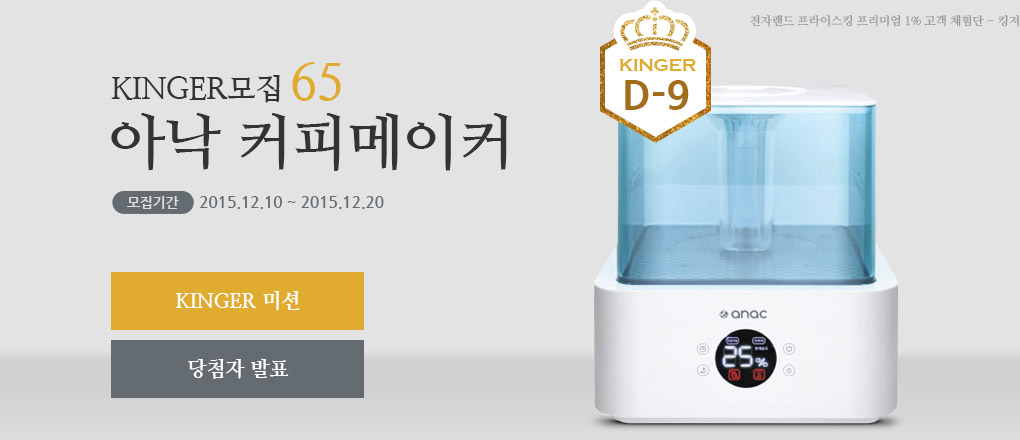 전자랜드 프라이스킹 프리미엄 1% 고객 체험단 - 킹저
KINGER모집 65
아낙 커피메이커
모집기간 2015.12.10 ~ 2015.12.20
KINGER 미션
당첨자 발표
KINGER
D-9
anac
25%